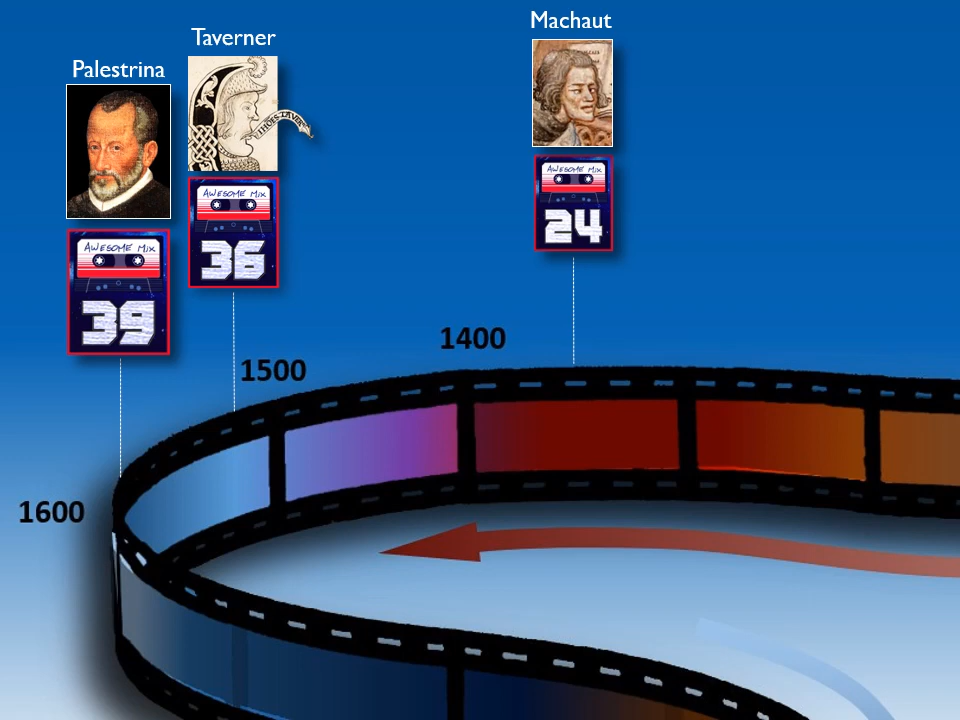 Machaut
Taverner
Palestrina
AWESOME MIX
24
AWESOME MIX
36
AWESOME MIX
39
1400
1500
1600